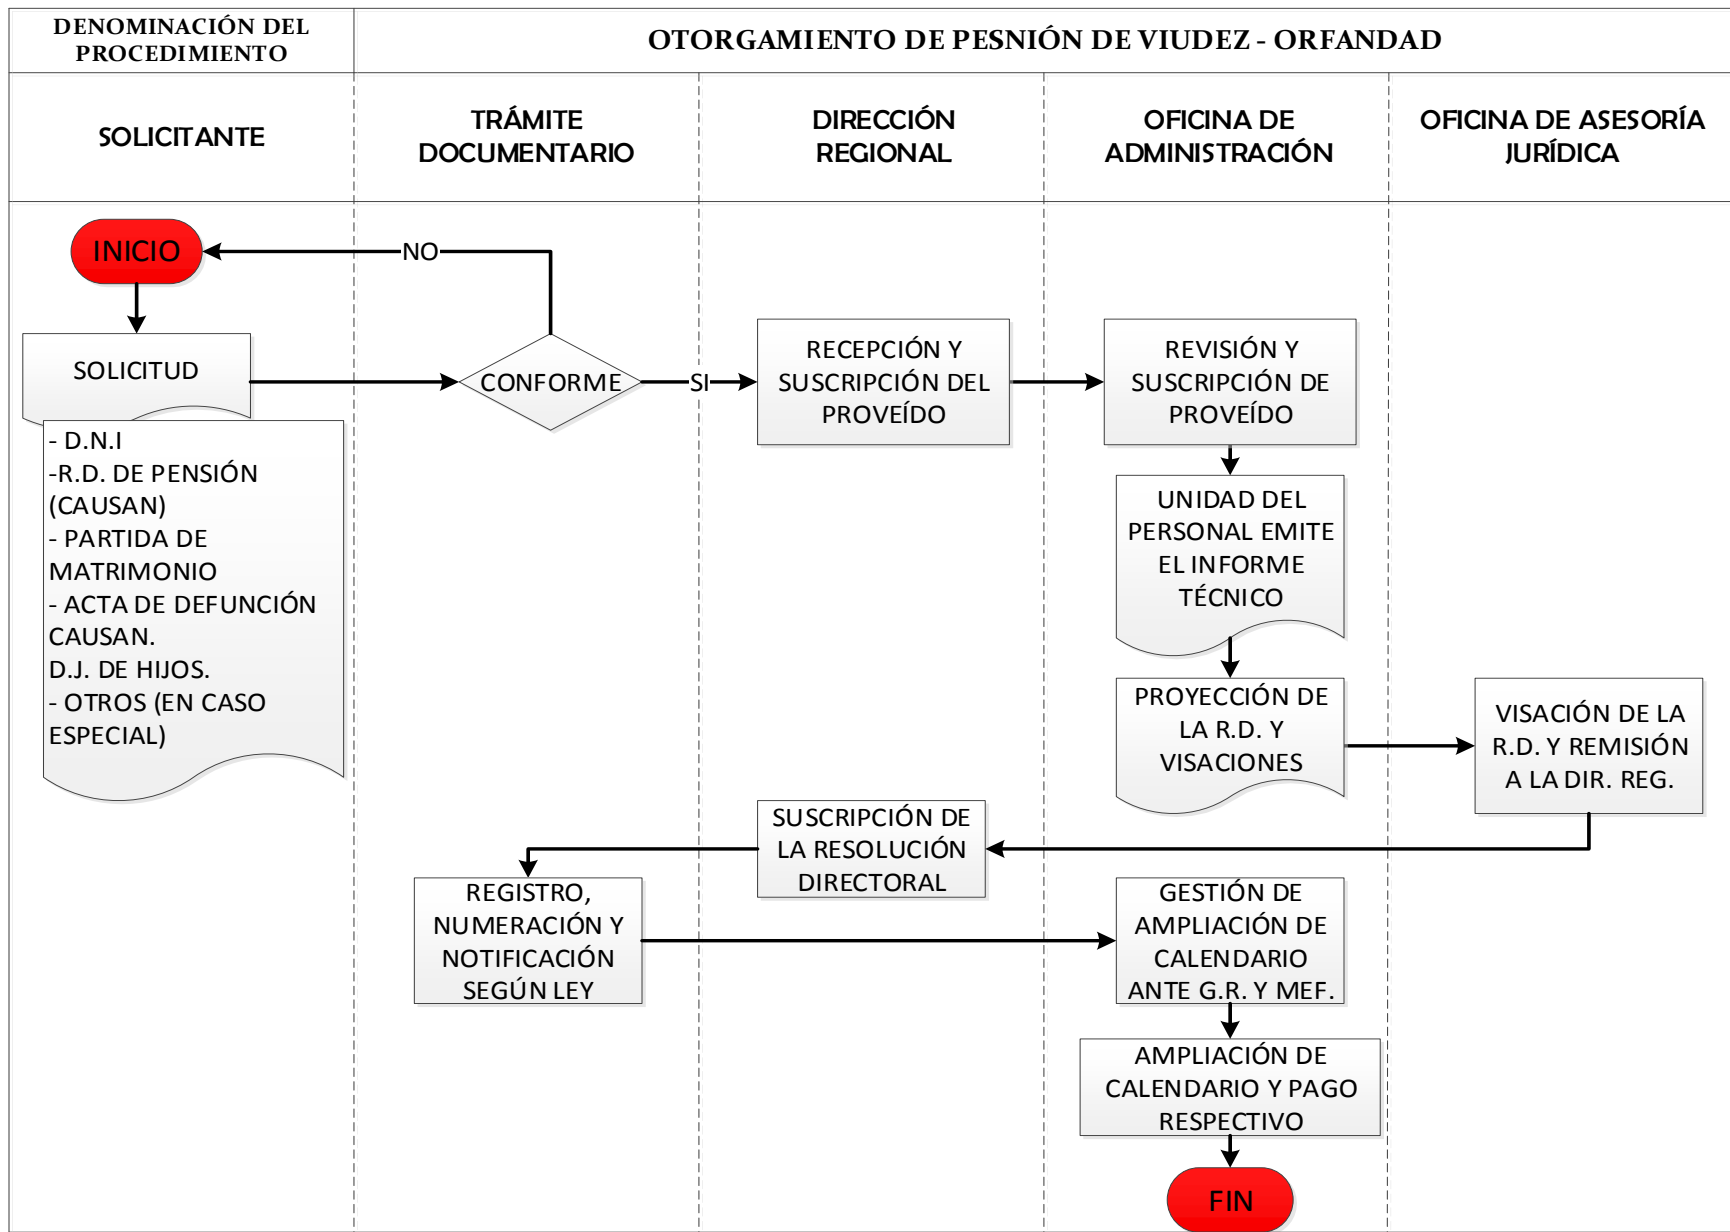 DENOMINACIÓN DEL
PROCEDIMIENTO
OTORGAMIENTO DE PESNIÓN DE VIUDEZ - ORFANDAD
SOLICITANTE
TRÁMITE
DOCUMENTARIO
DIRECCIÓN
REGIONAL
OFICINA DE
ADMINISTRACIÓN
OFICINA DE ASESORÍA
JURÍDICA
INICIO
NO
SOLICITUD
CONFORME
SI
RECEPCIÓN Y
SUSCRIPCIÓN DEL
PROVEÍDO
REVISIÓN Y
SUSCRIPCIÓN DE
PROVEÍDO
- D.N.I
-R.D. DE PENSIÓN
(CAUSAN)
- PARTIDA DE
MATRIMONIO
- ACTA DE DEFUNCIÓN
CAUSAN.
D.J. DE HIJOS.
- OTROS (EN CASO
ESPECIAL)
UNIDAD DEL
PERSONAL EMITE
EL INFORME
TÉCNICO
PROYECCIÓN DE
LA R.D. Y
VISACIONES
VISACIÓN DE LA
R.D. Y REMISIÓN
A LA DIR. REG.
SUSCRIPCIÓN DE
LA RESOLUCIÓN
DIRECTORAL
REGISTRO,
NUMERACIÓN Y
NOTIFICACIÓN
SEGÚN LEY
GESTIÓN DE
AMPLIACIÓN DE
CALENDARIO
ANTE G.R. Y MEF.
AMPLIACIÓN DE
CALENDARIO Y PAGO
RESPECTIVO
FIN